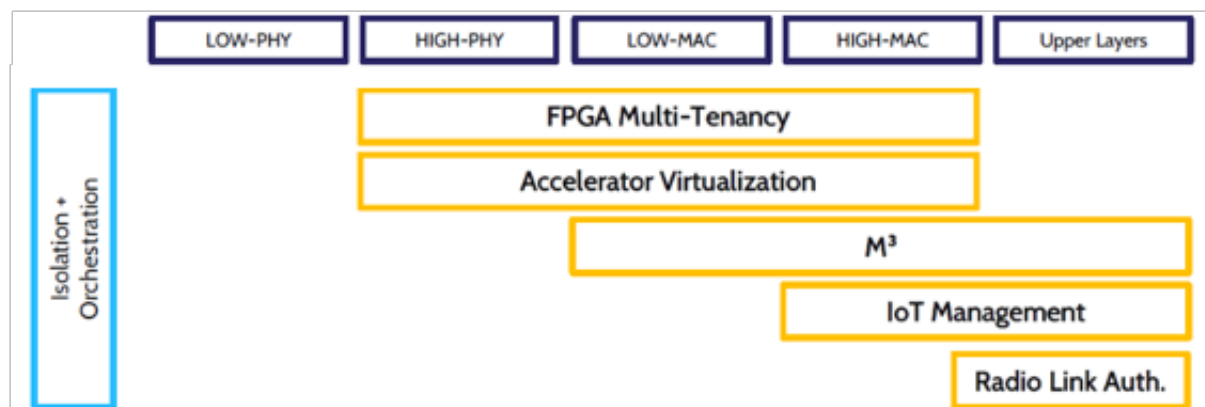 LOW-PHY
HIGH-PHY
LOW-MAC
HIGH-MAC
Upper Layers
Isolation +
Orchestration
FPGA Multi-Tenancy
Accelerator Virtualization
M³
IoT Management
Radio Link Auth.